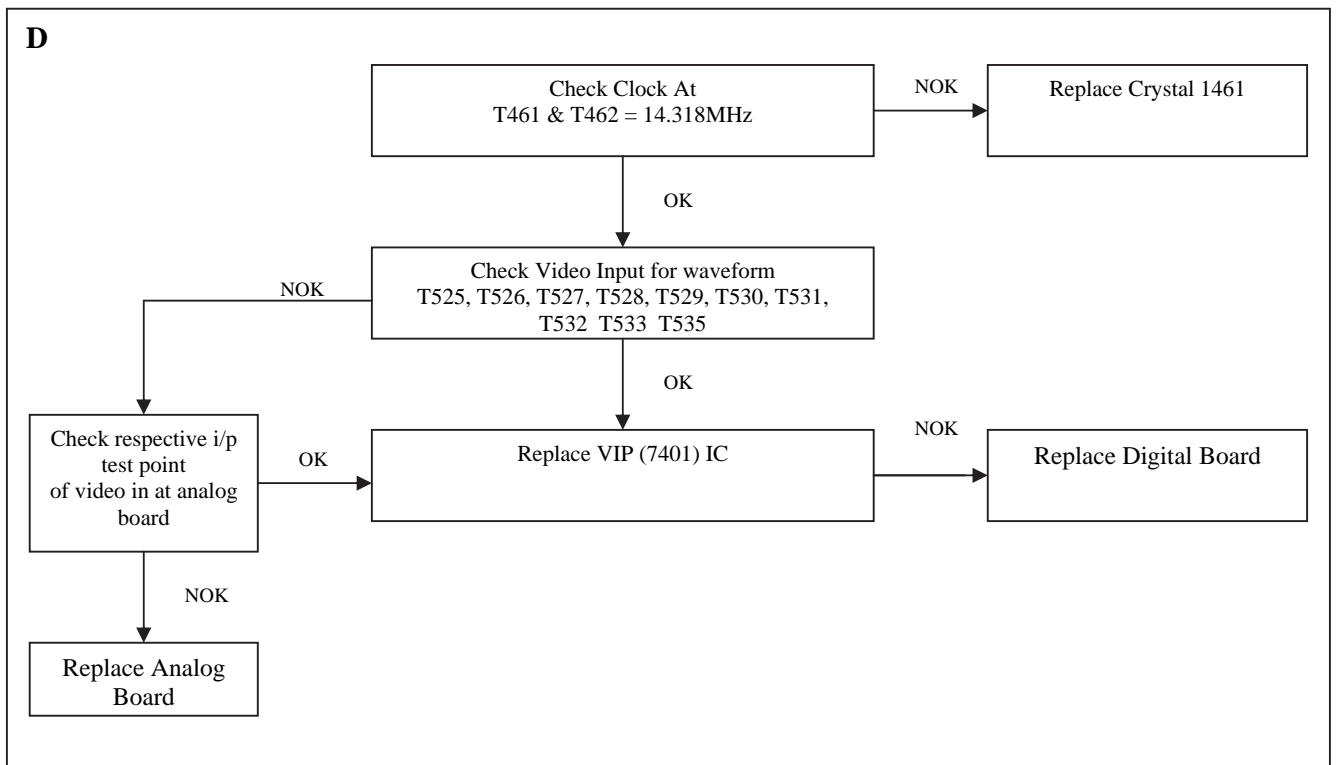 D
Check Clock At
T461 & T462 = 14.318MHz
NOK
Replace Crystal 1461
OK
Check Video Input for waveform
T525, T526, T527, T528, T529, T530, T531,
T532 T533 T535
NOK
OK
Check respective i/p
test point
of video in at analog
board
OK
Replace VIP (7401) IC
NOK
Replace Digital Board
NOK
Replace Analog
Board